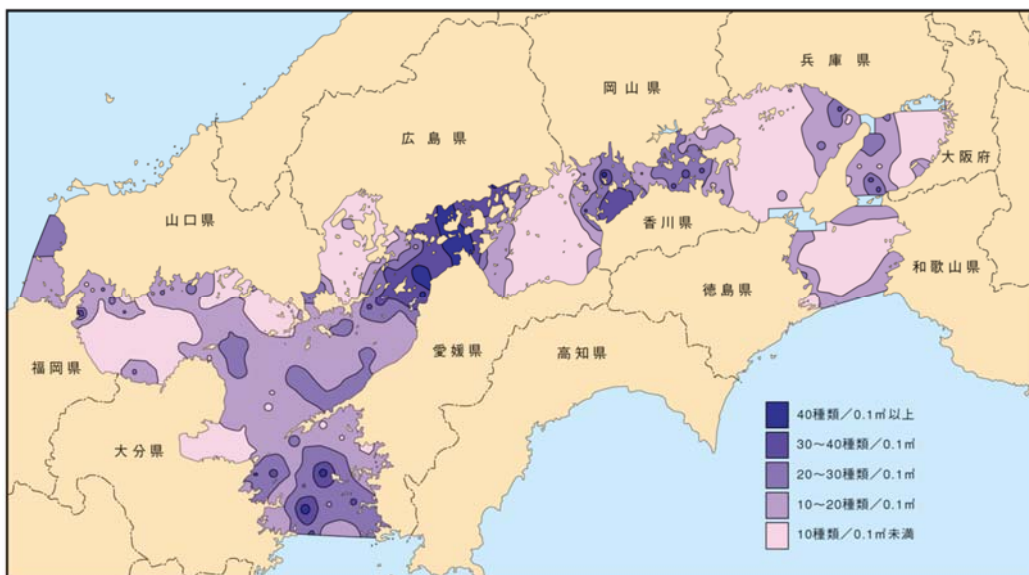 兵庫県
岡山県
広島県
大阪府
山口県
香川県
和歌山県
徳島県
愛媛県
高知県
福岡県
大分県
40種類／0.1㎡以上
30～40種類／0.1㎡
20～30種類／0.1㎡
10～20種類／0.1㎡
10種類／0.1㎡未満